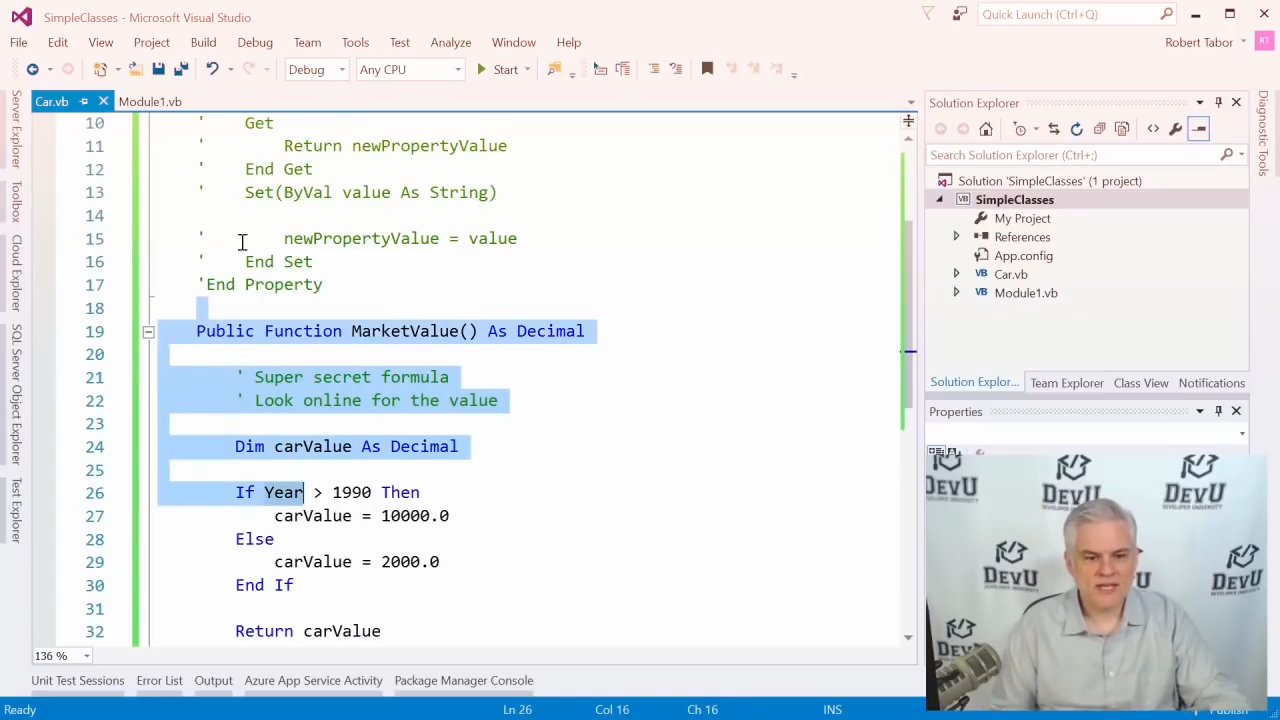 SimpleClasses - Microsoft Visual Studio
Quick Launch (Ctrl+Q)
File Edit View Project Build Debug Team Tools Test Analyze Window Help
Robert Tabor RT
Debug Any CPU Start
Server Explorer
Toolbox
Cloud Explorer
SQL Server Object Explorer
Test Explorer
Car.vb Module1.vb
10 ' Get
11 ' Return newPropertyValue
12 ' End Get
13 ' Set(ByVal value As String)
14
15 ' newPropertyValue = value
16 ' End Set
17 'End Property
18
19 Public Function MarketValue() As Decimal
20
21 ' Super secret formula
22 ' Look online for the value
23
24 Dim carValue As Decimal
25
26 If Year > 1990 Then
27 carValue = 10000.0
28 Else
29 carValue = 2000.0
30 End If
31
32 Return carValue
136 %
Solution Explorer
Search Solution Explorer (Ctrl+;)
Solution 'SimpleClasses' (1 project)
VB SimpleClasses
My Project
References
App.config
VB Car.vb
VB Module1.vb
Solution Explor... Team Explorer Class View Notifications
Properties
Diagnostic Tools
DEVU
DEVELOPER UNIVERSITY
DEVU
DEVU
DEVU
Unit Test Sessions Error List Output Azure App Service Activity Package Manager Console
Ready Ln 26 Col 16 Ch 16 INS Publish